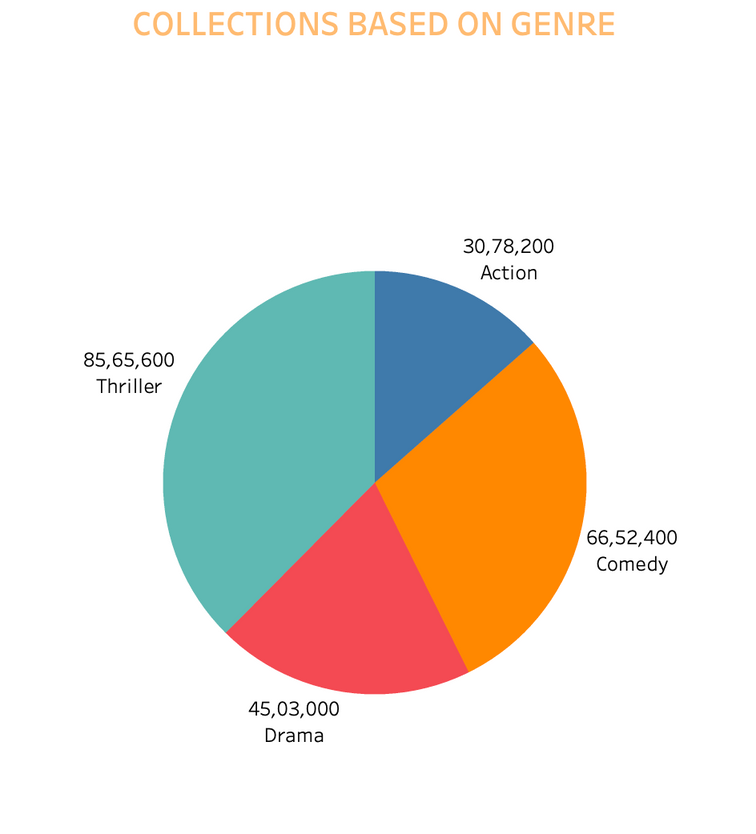 COLLECTIONS BASED ON GENRE
30,78,200
Action
85,65,600
Thriller
66,52,400
Comedy
45,03,000
Drama